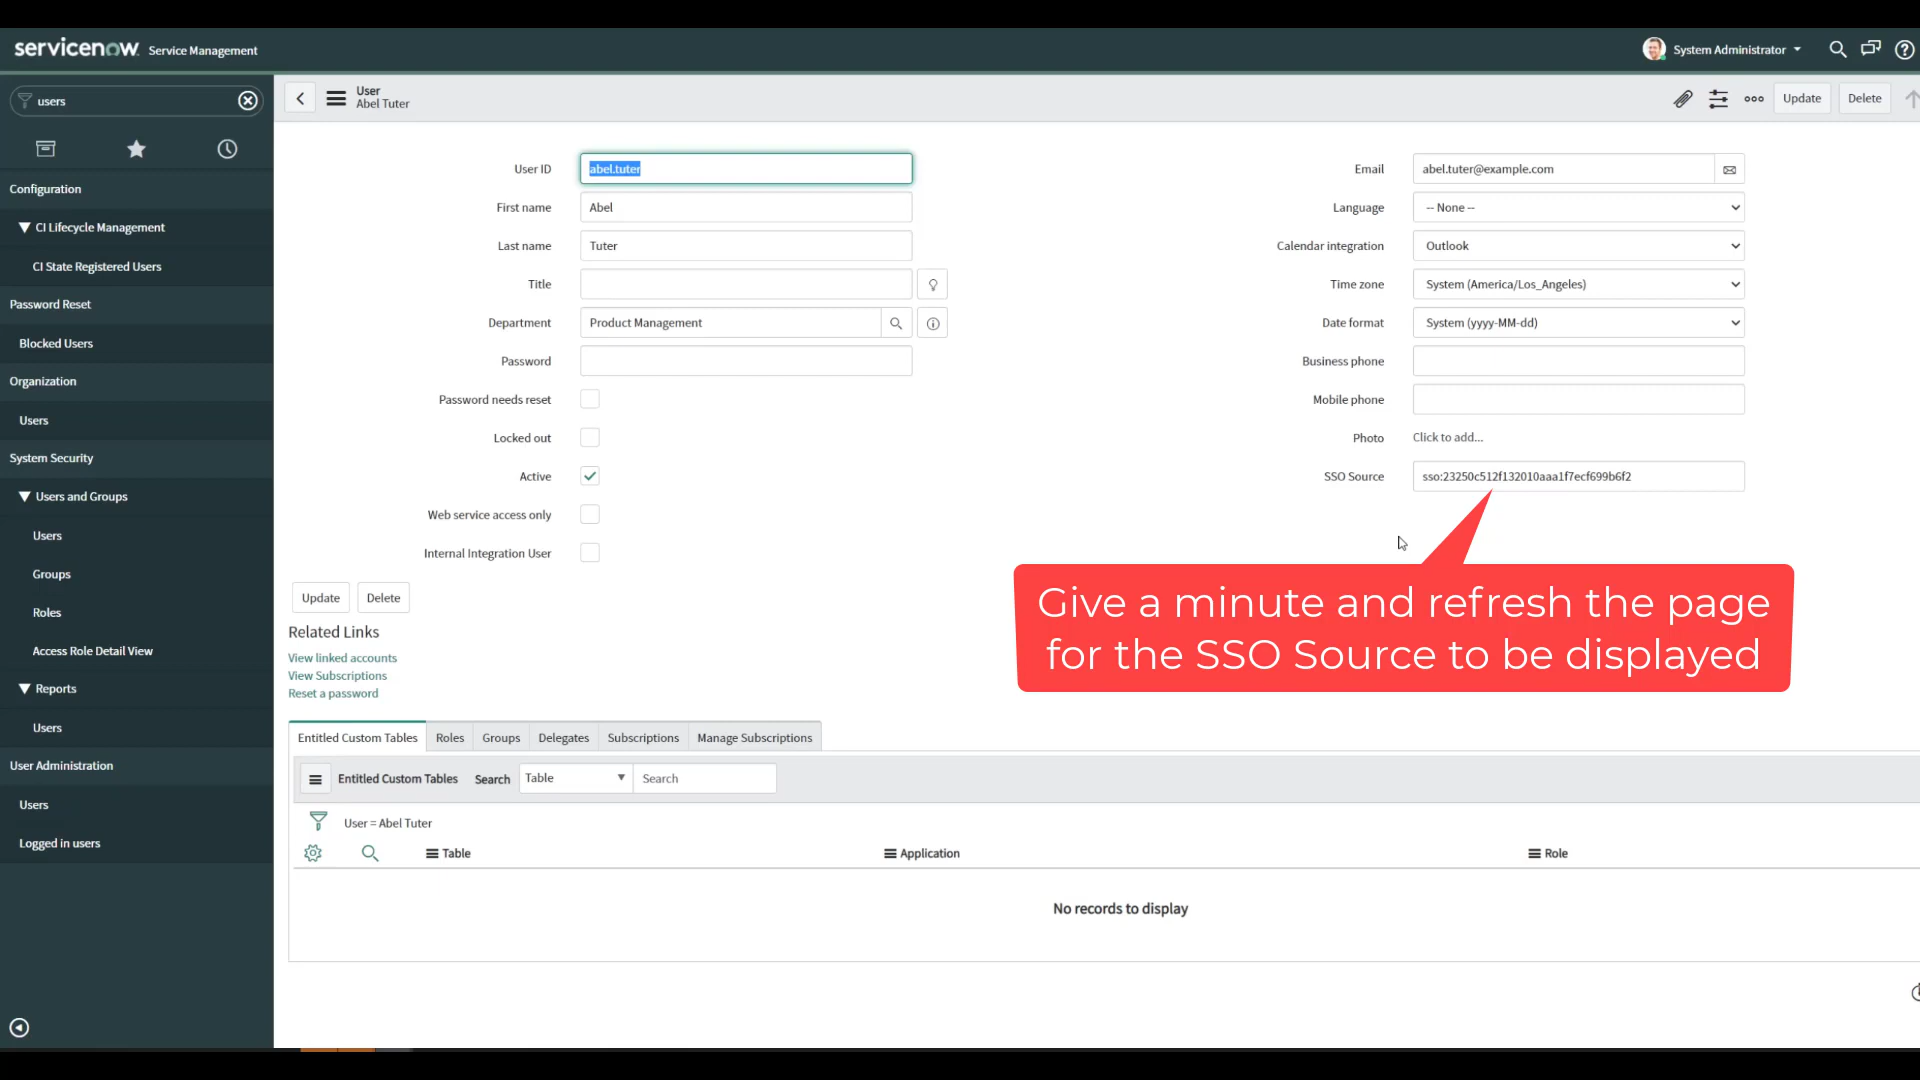 servicenow Service Management
System Administrator
users
Configuration
CI Lifecycle Management
CI State Registered Users
Password Reset
Blocked Users
Organization
Users
System Security
Users and Groups
Users
Groups
Roles
Access Role Detail View
Reports
Users
User Administration
Users
Logged in users
User
Abel Tuter
Update
Delete
User ID abel.tuter
First name Abel
Last name Tuter
Title
Department Product Management
Password
Password needs reset
Locked out
Active
Web service access only
Internal Integration User
Email abel.tuter@example.com
Language -- None --
Calendar integration Outlook
Time zone System (America/Los_Angeles)
Date format System (yyyy-MM-dd)
Business phone
Mobile phone
Photo Click to add...
SSO Source sso:23250c512f132010aaa1f7ecf699b6f2
Give a minute and refresh the page
for the SSO Source to be displayed
Update Delete
Related Links
View linked accounts
View Subscriptions
Reset a password
Entitled Custom Tables Roles Groups Delegates Subscriptions Manage Subscriptions
Entitled Custom Tables Search Table Search
User = Abel Tuter
Table Application Role
No records to display